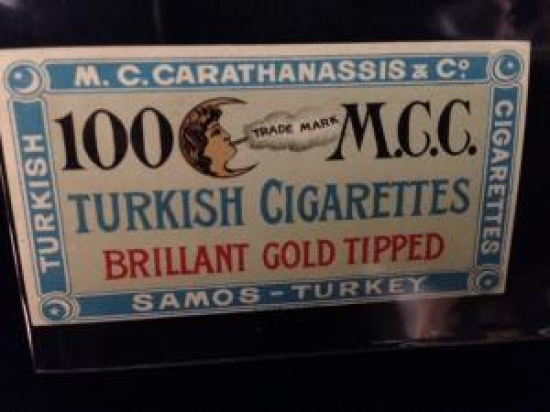 M. C. CARATHANASSIS & Cº
TURKISH
100 TRADE MARK M.C.C.
CIGARETTES
TURKISH CIGARETTES
BRILLANT GOLD TIPPED
SAMOS - TURKEY